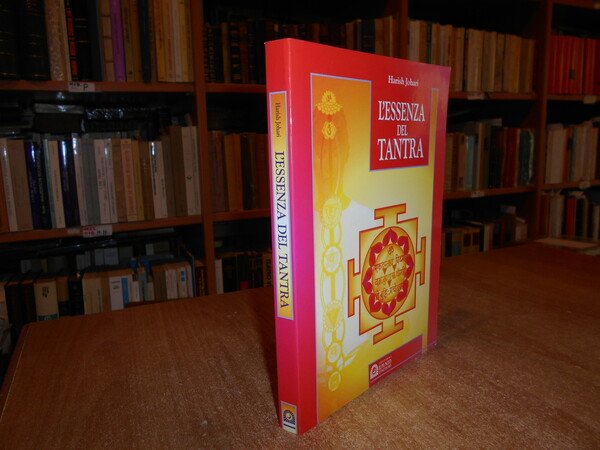 Harish Johari
L'ESSENZA
DEL
TANTRA
Harish Johari
L'ESSENZA DEL TANTRA